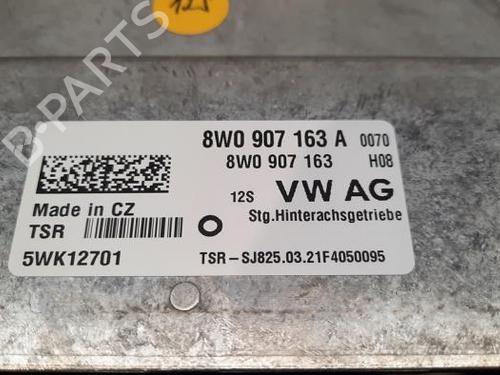 125
8W0 907 163 A 0070
8W0 907 163 H08
12S VW AG
Made in CZ
Stg.Hinterachsgetriebe
TSR
5WK12701
TSR-SJ825.03.21F4050095
B-PARTS